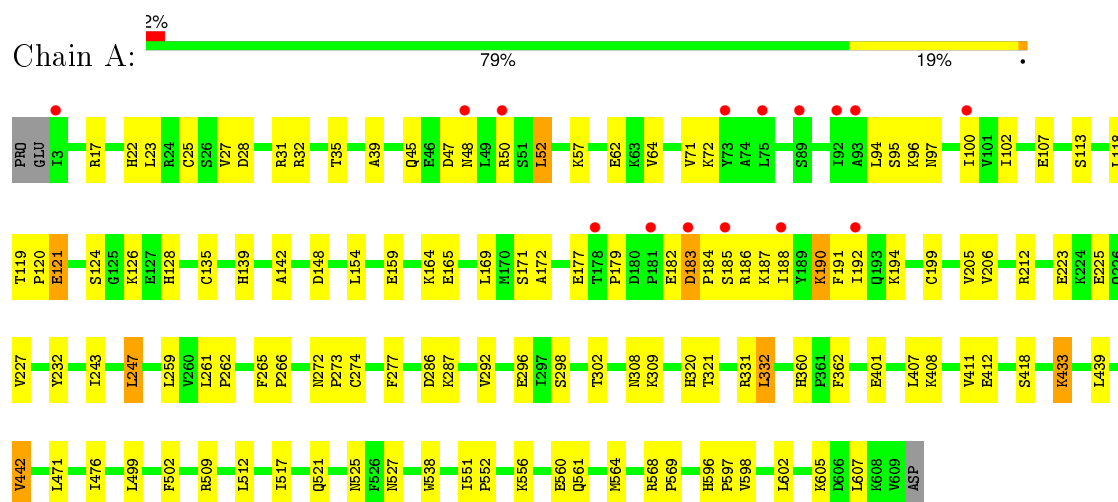 2%
Chain A:
79% 19% •
PRO GLU I3 R17 H22 L23 R24 C25 S26 V27 D28 R31 R32 T35 A39 Q45 E46 D47 N48 L49 R50 S51 L52 K57 E62 K63 V64 V71 K72 Y73 A74 L75 S89 I92 A93 L94 S95 K96 N97 I100 V101 I102 E107 S113 L118
T119 P120 E121 S124 G125 K126 E127 H128 C135 H139 A142 D148 L154 E159 K164 E165 L169 M170 S171 A172 E177 T178 P179 D180 P181 E182 D183 P184 S185 R186 K187 I188 Y189 K190 F191 I192 Q193 K194 C199 V205 V206 R212 E223 K224 E225 Q226
V227 Y232 I243 L247 L259 V260 L261 P262 F265 P266 N272 P273 C274 F277 D286 K287 V292 E296 I297 S298 T302 N308 K309 H320 T321 R331 L332 H360 P361 F362 E401 L407 K408 V411 E412 S418 K433 L439
V442 L471 I476 L499 F502 R509 L512 I517 Q521 N525 F526 N527 W538 I551 P552 K556 E560 Q561 M564 R568 P569 H596 P597 V598 L602 K605 D606 L607 K608 V609 ASP